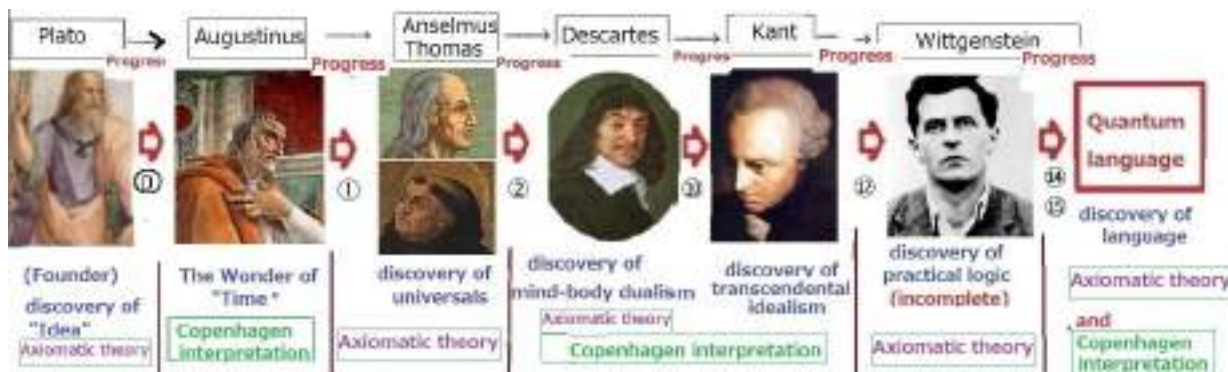 Plato
Progress
Augustinus
Progress
Anselmus
Thomas
Progress
Descartes
Progress
Kant
Progress
Wittgenstein
Progress
Quantum
language
①
②
⑩
⑫
⑭
⑮
(Founder)
discovery of
"Idea"
Axiomatic theory
The Wonder of
"Time"
Copenhagen
interpretation
discovery of
universals
Axiomatic theory
discovery of
mind-body dualism
Axiomatic theory
discovery of
transcendental
idealism
Copenhagen interpretation
discovery of
practical logic
(incomplete)
Axiomatic theory
discovery of
language
Axiomatic theory
and
Copenhagen
interpretation